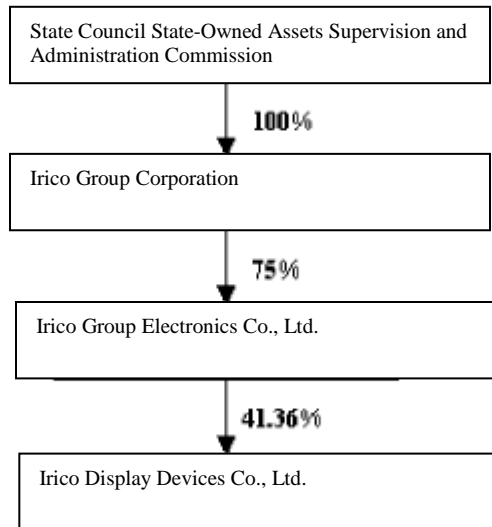 State Council State-Owned Assets Supervision and
Administration Commission
100%
Irico Group Corporation
75%
Irico Group Electronics Co., Ltd.
41.36%
Irico Display Devices Co., Ltd.